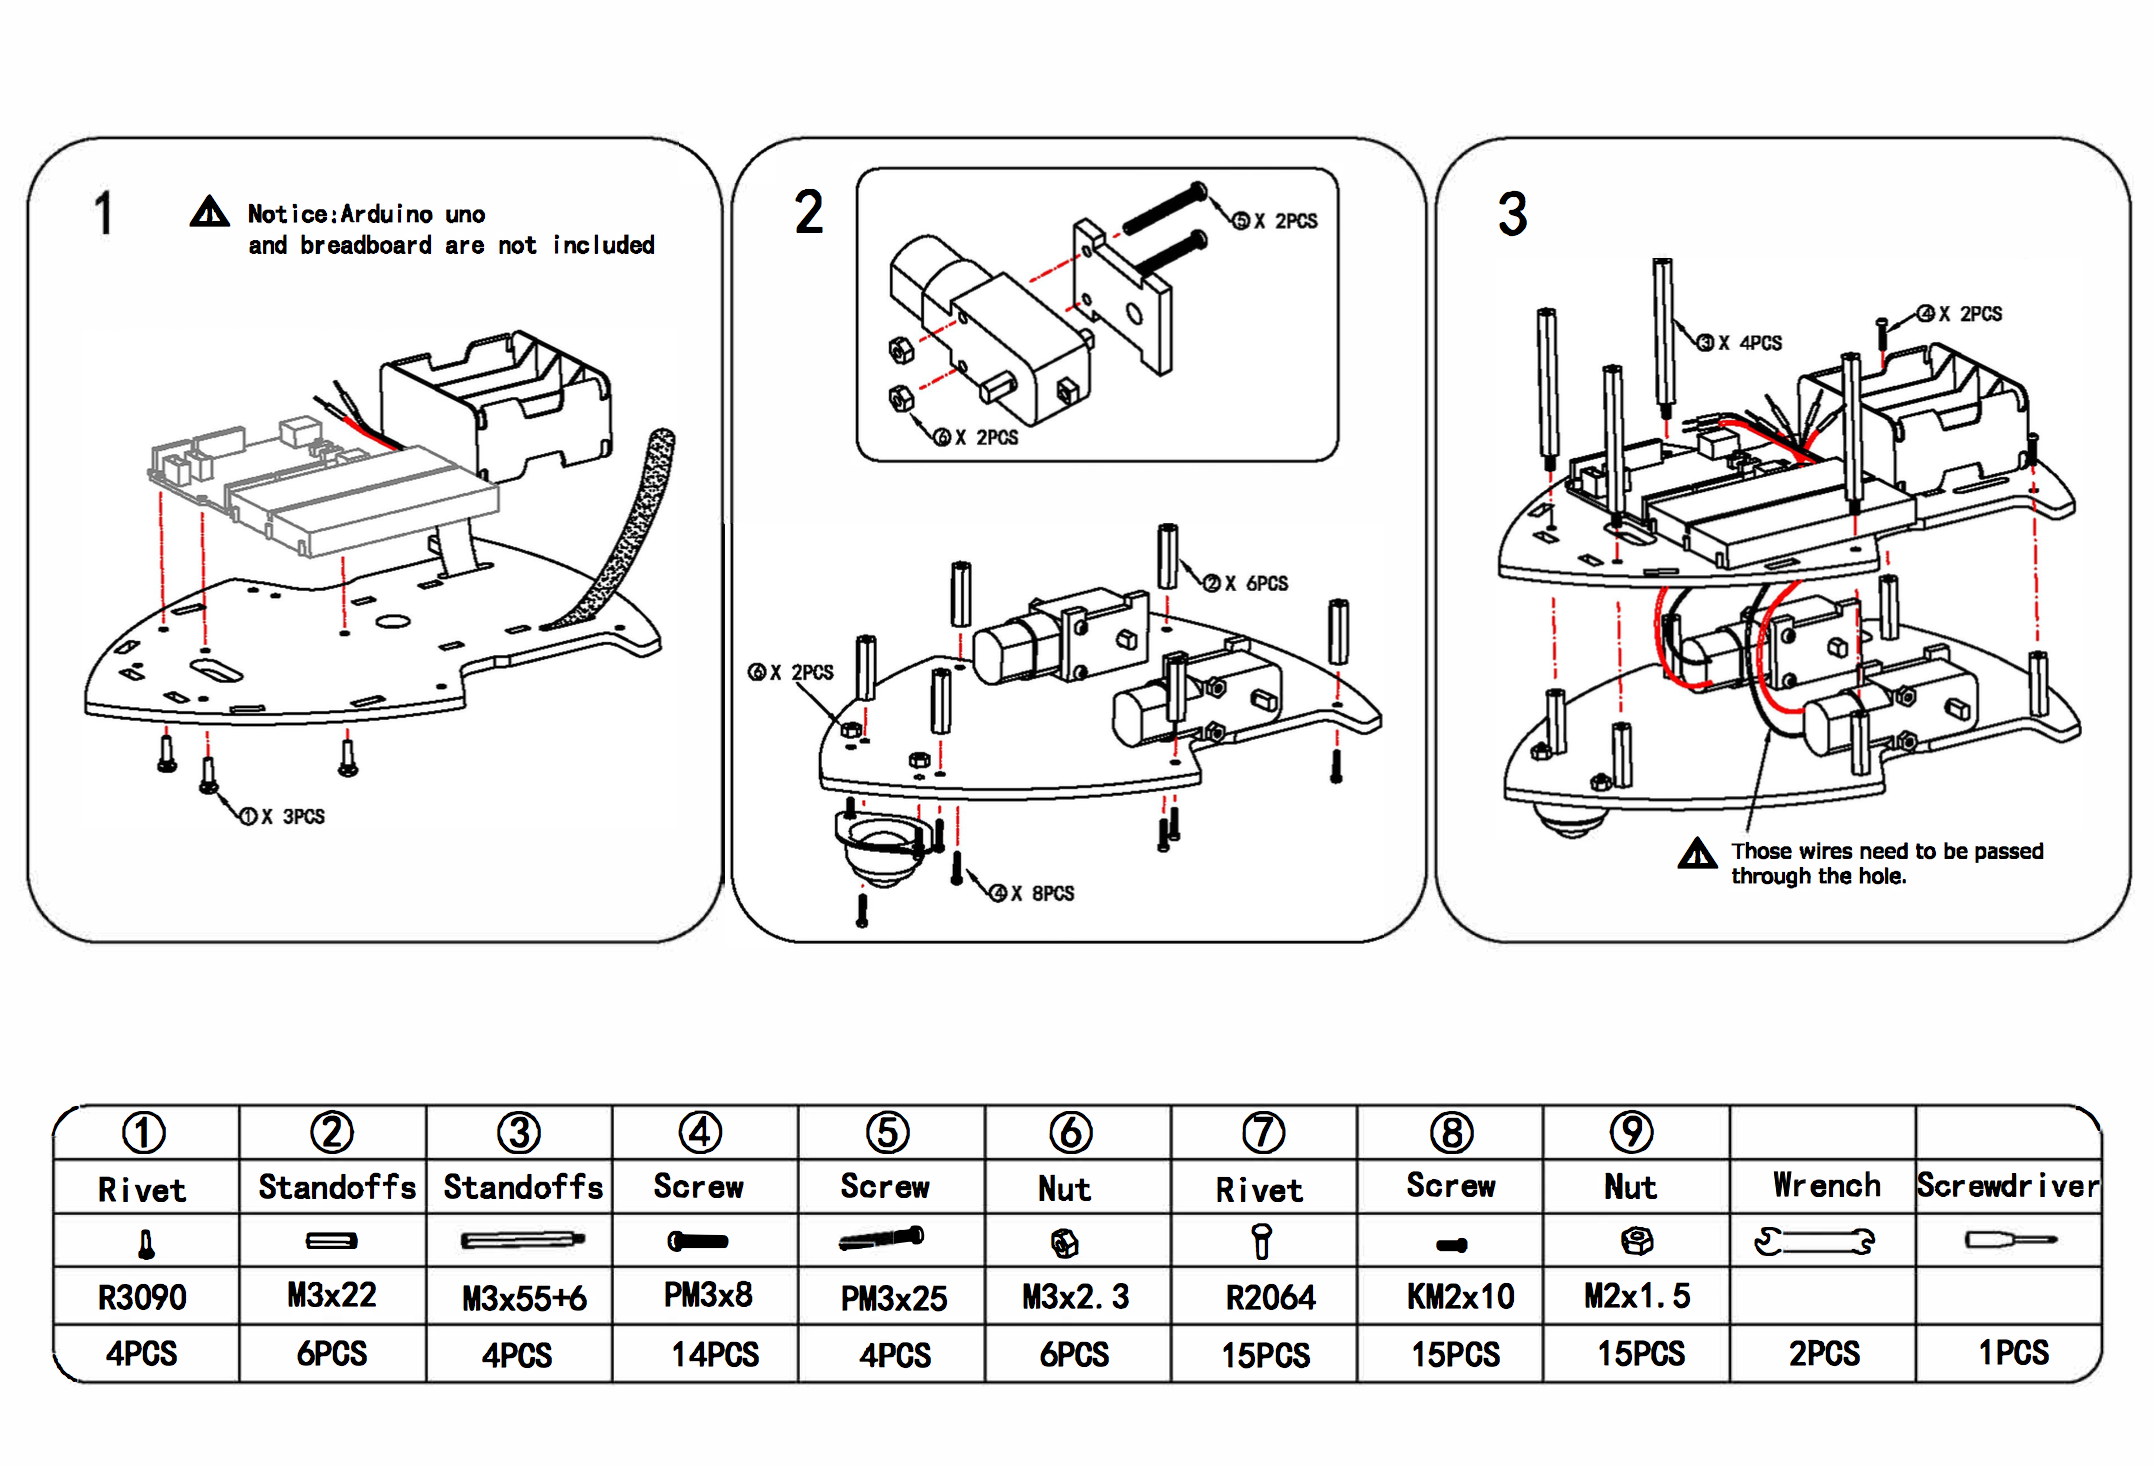 1
Notice:Arduino uno
and breadboard are not included
①X 3PCS
2
⑤X 2PCS
⑥X 2PCS
②X 6PCS
⑥X 2PCS
④X 8PCS
3
④X 2PCS
③X 4PCS
Those wires need to be passed
through the hole.
① ② ③ ④ ⑤ ⑥ ⑦ ⑧ ⑨
Rivet Standoffs Standoffs Screw Screw Nut Rivet Screw Nut Wrench Screwdriver
R3090 M3x22 M3x55+6 PM3x8 PM3x25 M3x2.3 R2064 KM2x10 M2x1.5
4PCS 6PCS 4PCS 14PCS 4PCS 6PCS 15PCS 15PCS 15PCS 2PCS 1PCS